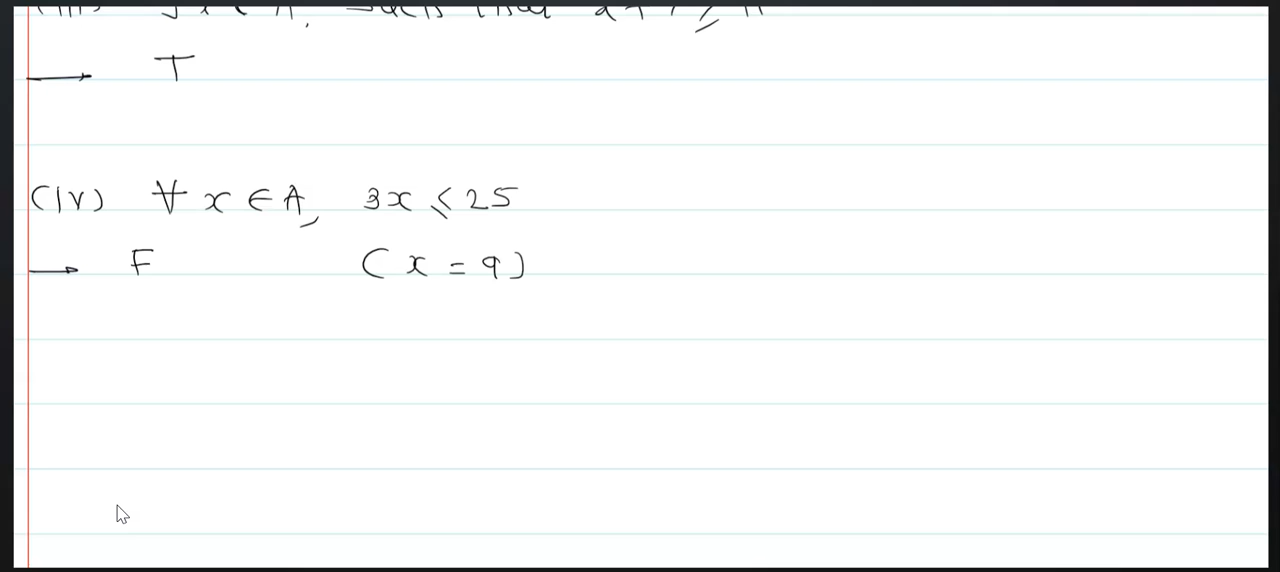 → T
(IV) ∀ x ∈ A, 3x < 25
→ F (x = 9)